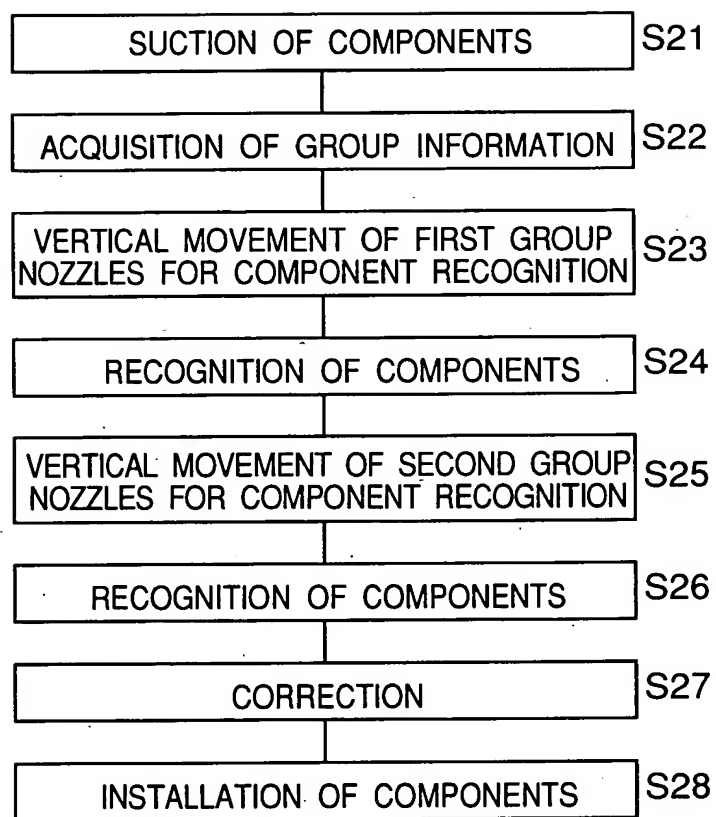 SUCTION OF COMPONENTS S21
ACQUISITION OF GROUP INFORMATION S22
VERTICAL MOVEMENT OF FIRST GROUP
NOZZLES FOR COMPONENT RECOGNITION S23
RECOGNITION OF COMPONENTS S24
VERTICAL MOVEMENT OF SECOND GROUP
NOZZLES FOR COMPONENT RECOGNITION S25
RECOGNITION OF COMPONENTS S26
CORRECTION S27
INSTALLATION OF COMPONENTS S28